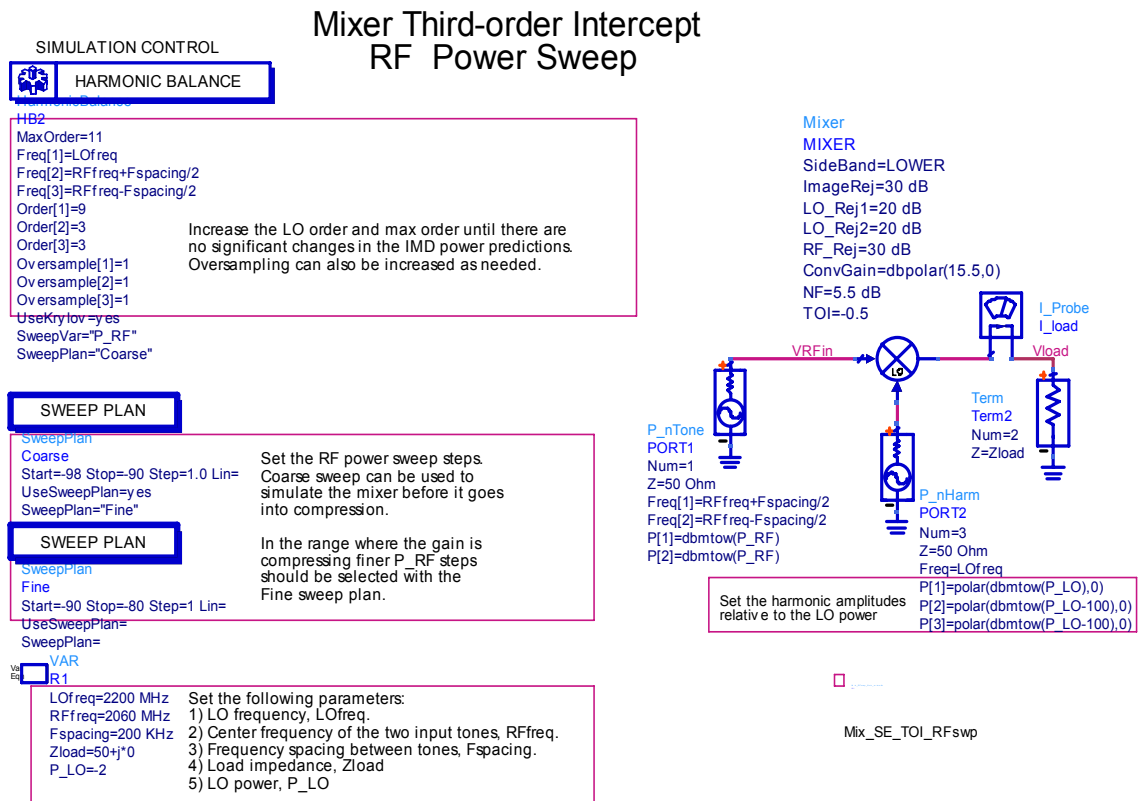 Mixer Third-order Intercept
RF Power Sweep
SIMULATION CONTROL
HARMONIC BALANCE
HarmonicBalance
HB2
MaxOrder=11
Freq[1]=LOfreq
Freq[2]=RFfreq+Fspacing/2
Freq[3]=RFfreq-Fspacing/2
Order[1]=9
Order[2]=3
Order[3]=3
Oversample[1]=1
Oversample[2]=1
Oversample[3]=1
UseKrylov=yes
SweepVar="P_RF"
SweepPlan="Coarse"
Increase the LO order and max order until there are
no significant changes in the IMD power predictions.
Oversampling can also be increased as needed.
SWEEP PLAN
SweepPlan
Coarse
Start=-98 Stop=-90 Step=1.0 Lin=
UseSweepPlan=yes
SweepPlan="Fine"
Set the RF power sweep steps.
Coarse sweep can be used to
simulate the mixer before it goes
into compression.
SWEEP PLAN
SweepPlan
Fine
Start=-90 Stop=-80 Step=1 Lin=
UseSweepPlan=
SweepPlan=
In the range where the gain is
compressing finer P_RF steps
should be selected with the
Fine sweep plan.
Va
Eq
VAR
R1
LOfreq=2200 MHz
RFfreq=2060 MHz
Fspacing=200 KHz
Zload=50+j*0
P_LO=-2
Set the following parameters:
1) LO frequency, LOfreq.
2) Center frequency of the two input tones, RFfreq.
3) Frequency spacing between tones, Fspacing.
4) Load impedance, Zload
5) LO power, P_LO
Mixer
MIXER
SideBand=LOWER
ImageRej=30 dB
LO_Rej1=20 dB
LO_Rej2=20 dB
RF_Rej=30 dB
ConvGain=dbpolar(15.5,0)
NF=5.5 dB
TOI=-0.5
I_Probe
I_load
VRFin
Vload
P_nTone
PORT1
Num=1
Z=50 Ohm
Freq[1]=RFfreq+Fspacing/2
Freq[2]=RFfreq-Fspacing/2
P[1]=dbmtow(P_RF)
P[2]=dbmtow(P_RF)
Term
Term2
Num=2
Z=Zload
P_nHarm
PORT2
Num=3
Z=50 Ohm
Freq=LOfreq
P[1]=polar(dbmtow(P_LO),0)
P[2]=polar(dbmtow(P_LO-100),0)
P[3]=polar(dbmtow(P_LO-100),0)
Set the harmonic amplitudes
relative to the LO power
Mix_SE_TOI_RFswp